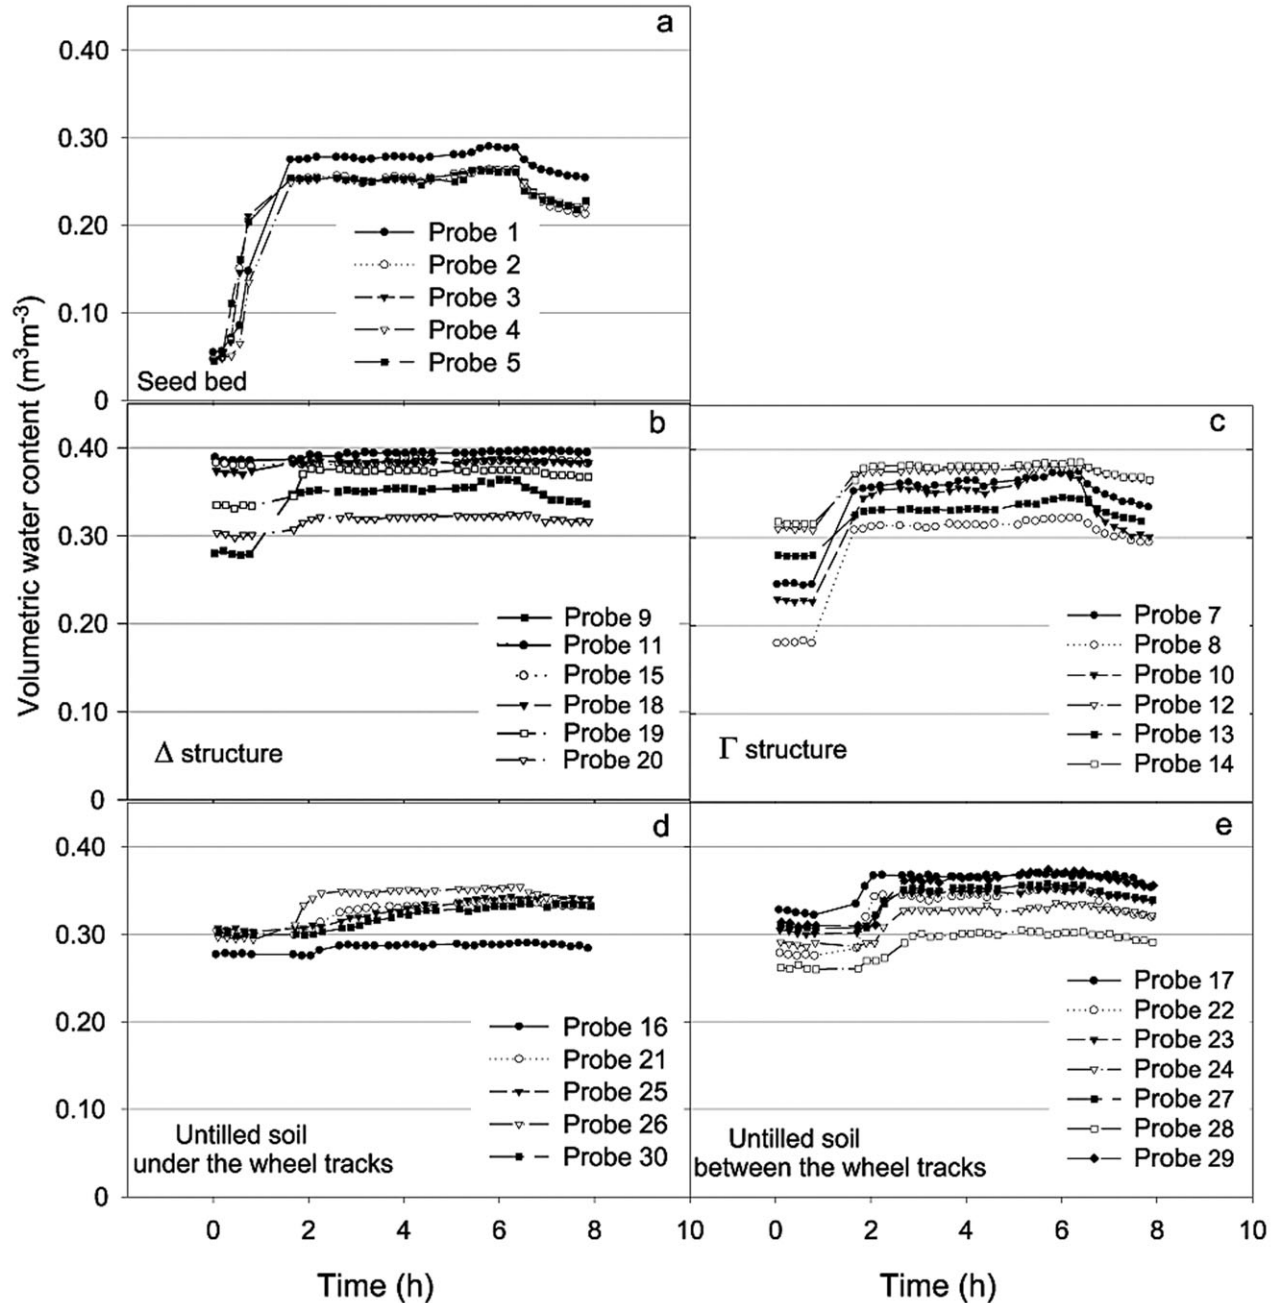 a
0.40
0.30
0.20
0.10
0
Probe 1
Probe 2
Probe 3
Probe 4
Probe 5
Seed bed
Volumetric water content (m³m⁻³)
b
0.40
0.30
0.20
0.10
0
Probe 9
Probe 11
Probe 15
Probe 18
Probe 19
Probe 20
Δ structure
c
Probe 7
Probe 8
Probe 10
Probe 12
Probe 13
Probe 14
Γ structure
d
0.40
0.30
0.20
0.10
0
Probe 16
Probe 21
Probe 25
Probe 26
Probe 30
Untilled soil
under the wheel tracks
e
Probe 17
Probe 22
Probe 23
Probe 24
Probe 27
Probe 28
Probe 29
Untilled soil
between the wheel tracks
0 2 4 6 8 10
0 2 4 6 8 10
Time (h)
Time (h)